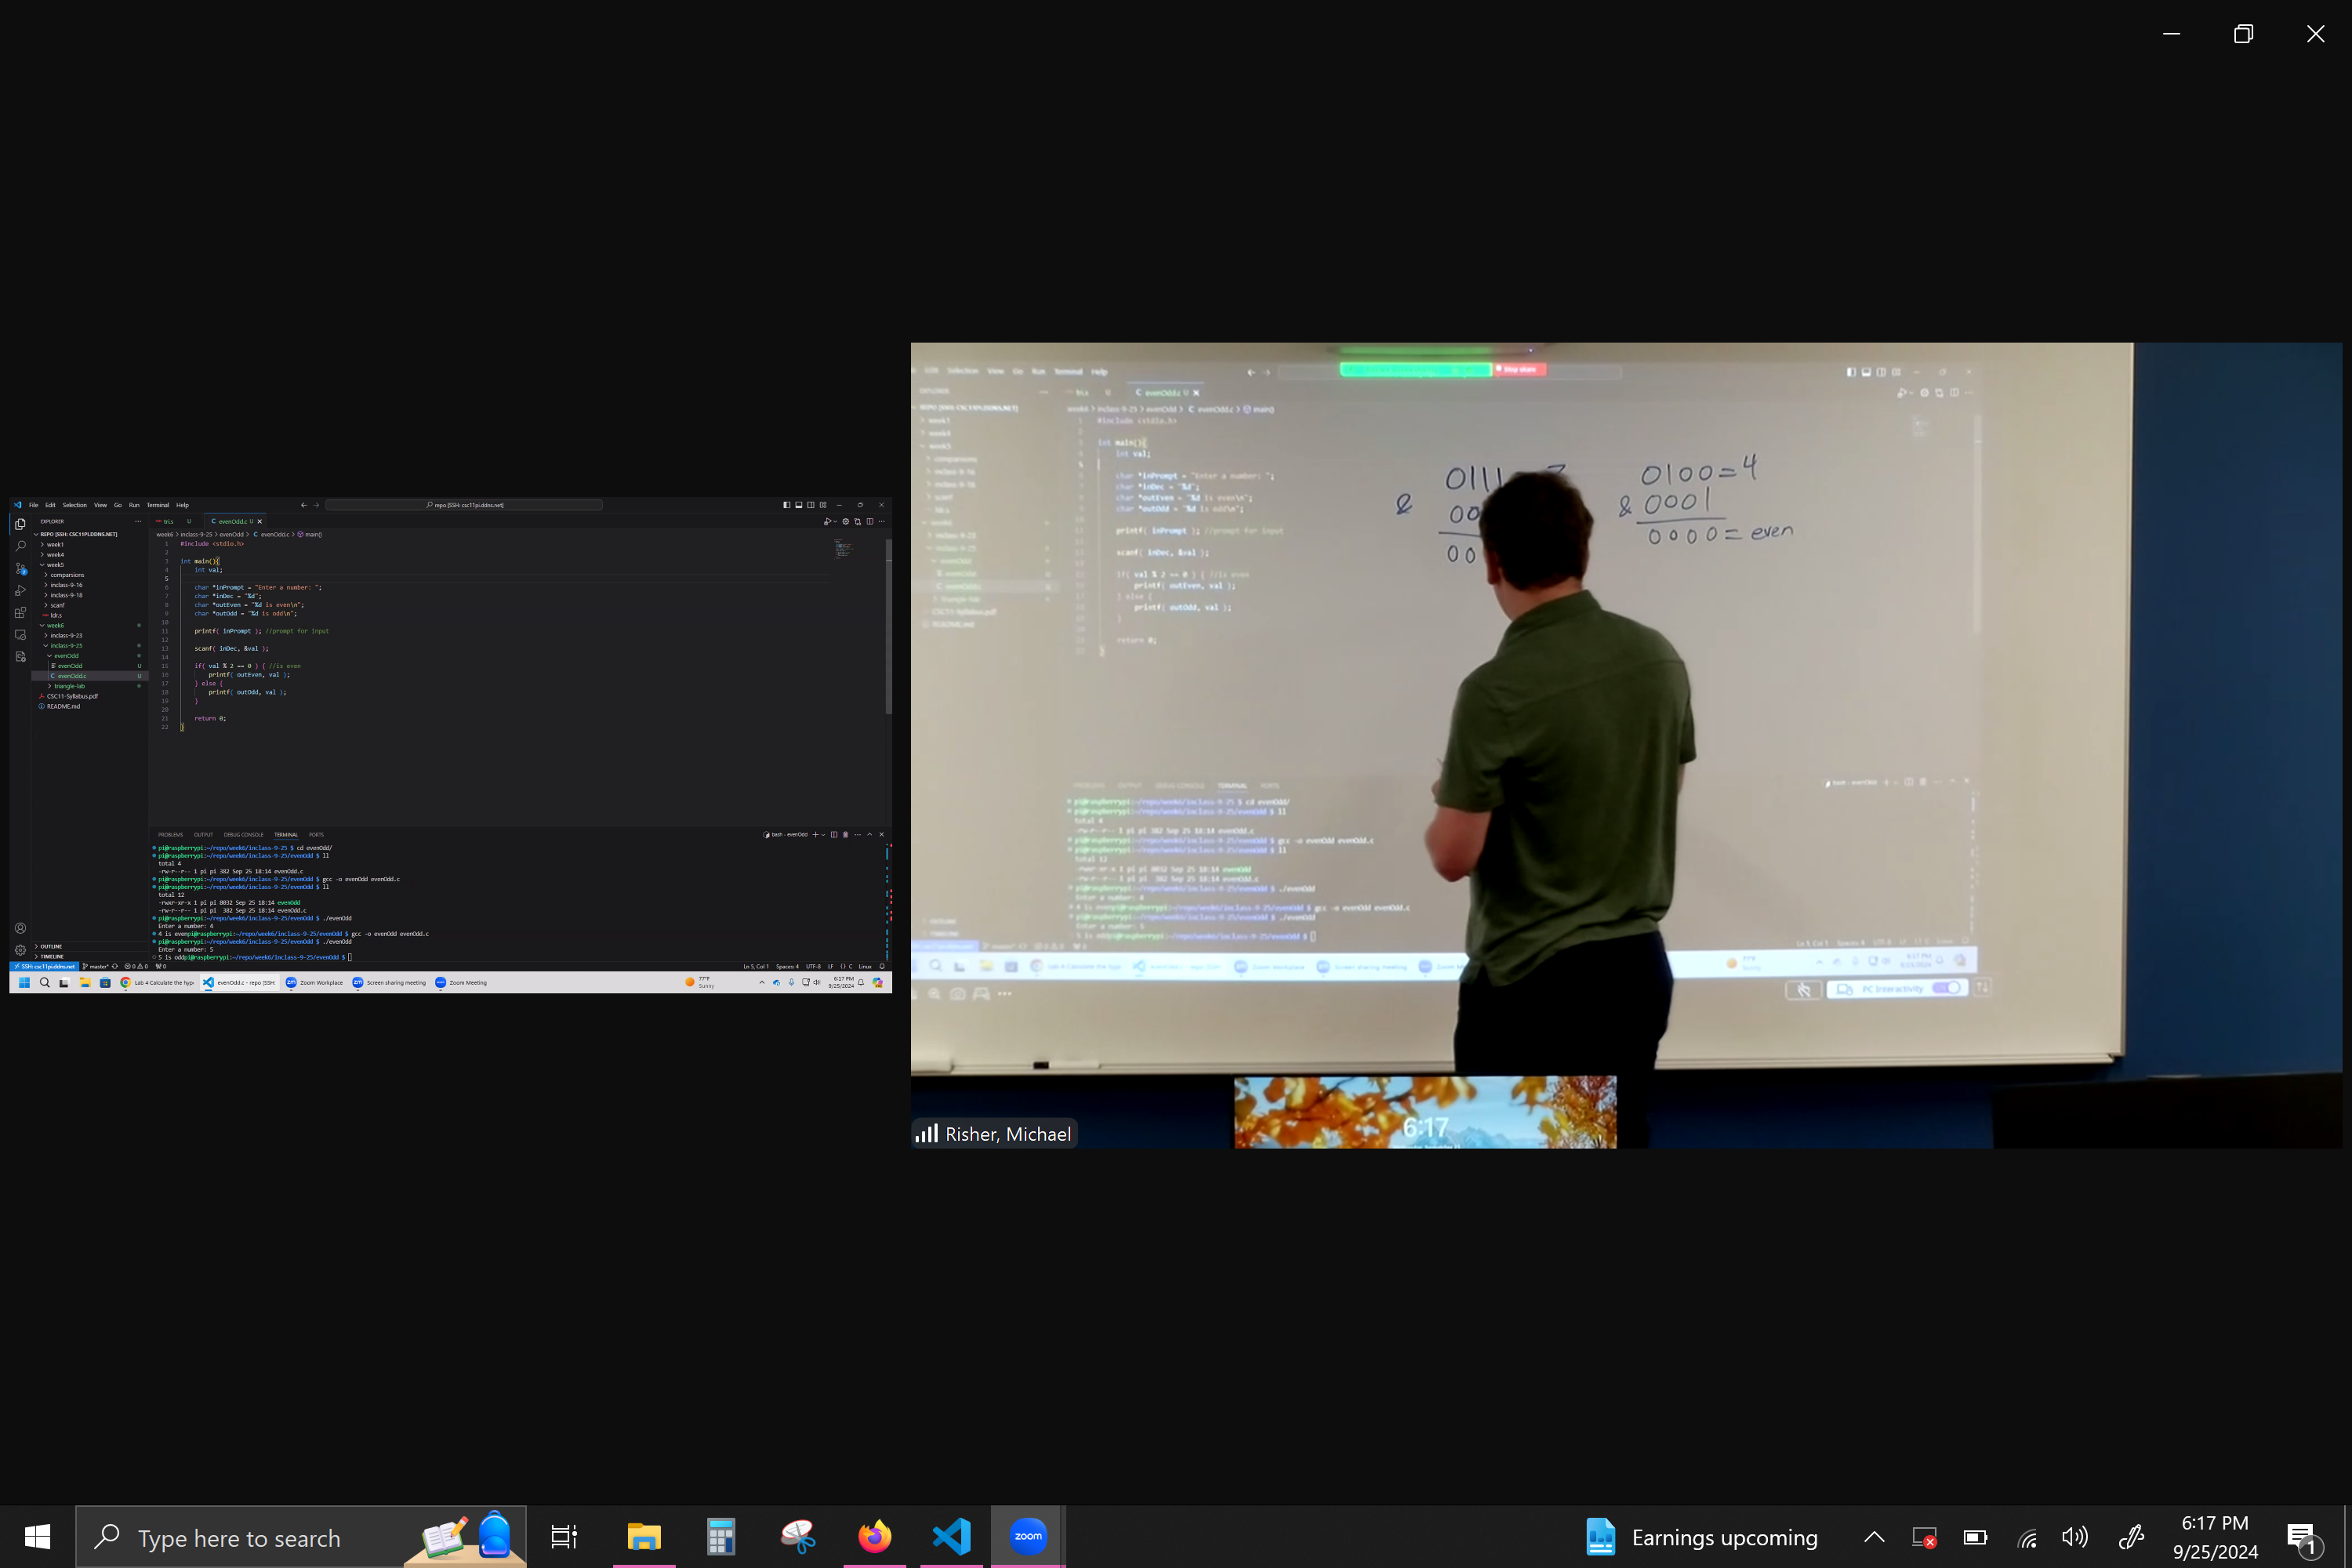 File Edit Selection View Go Run Terminal Help
repo [SSH: csc11pi.ddns.net]
EXPLORER
REPO [SSH: CSC11PI.DDNS.NET]
week1
week4
week5
comparsions
inclass-9-16
inclass-9-18
scanf
ldr.s
week6
inclass-9-23
inclass-9-25
evenOdd
evenOdd U
evenOdd.c U
triangle-lab
CSC11-Syllabus.pdf
README.md
OUTLINE
TIMELINE
tris U
evenOdd.c U
week6 > inclass-9-25 > evenOdd > C evenOdd.c > main()
1 #include <stdio.h>
2
3 int main(){
4 int val;
5
6 char *inPrompt = "Enter a number: ";
7 char *inDec = "%d";
8 char *outEven = "%d is even\n";
9 char *outOdd = "%d is odd\n";
10
11 printf( inPrompt ); //prompt for input
12
13 scanf( inDec, &val );
14
15 if( val % 2 == 0 ) { //is even
16 printf( outEven, val );
17 } else {
18 printf( outOdd, val );
19 }
20
21 return 0;
22 }
PROBLEMS OUTPUT DEBUG CONSOLE TERMINAL PORTS
bash - evenOdd
pi@raspberrypi:~/repo/week6/inclass-9-25 $ cd evenOdd/
pi@raspberrypi:~/repo/week6/inclass-9-25/evenOdd $ ll
total 4
-rw-r--r-- 1 pi pi 382 Sep 25 18:14 evenOdd.c
pi@raspberrypi:~/repo/week6/inclass-9-25/evenOdd $ gcc -o evenOdd evenOdd.c
pi@raspberrypi:~/repo/week6/inclass-9-25/evenOdd $ ll
total 12
-rwxr-xr-x 1 pi pi 8032 Sep 25 18:14 evenOdd
-rw-r--r-- 1 pi pi 382 Sep 25 18:14 evenOdd.c
pi@raspberrypi:~/repo/week6/inclass-9-25/evenOdd $ ./evenOdd
Enter a number: 4
4 is evenpi@raspberrypi:~/repo/week6/inclass-9-25/evenOdd $ gcc -o evenOdd evenOdd.c
pi@raspberrypi:~/repo/week6/inclass-9-25/evenOdd $ ./evenOdd
Enter a number: 5
5 is oddpi@raspberrypi:~/repo/week6/inclass-9-25/evenOdd $
SSH: csc11pi.ddns.net master* Ln 5, Col 1 Spaces: 4 UTF-8 LF C Linux
Lab 4 Calculate the hyp evenOdd.c - repo [SSH: Zoom Workplace Screen sharing meeting Zoom Meeting
77°F
Sunny
6:17 PM
9/25/2024
Stop share
0111
&
00
00
0100=4
& 0001
0000= even
PC Interactivity
6:17
Risher, Michael
Type here to search
zoom
Earnings upcoming
6:17 PM
9/25/2024
1